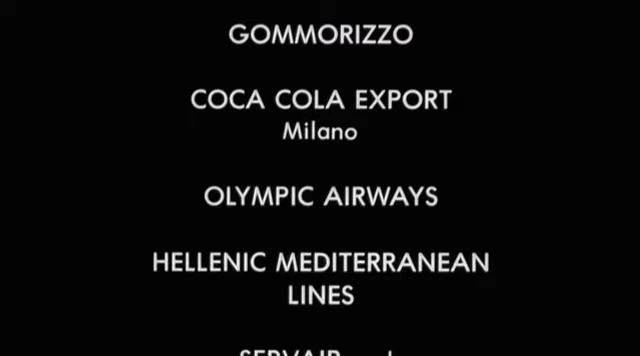 GOMMORIZZO
COCA COLA EXPORT
Milano
OLYMPIC AIRWAYS
HELLENIC MEDITERRANEAN
LINES